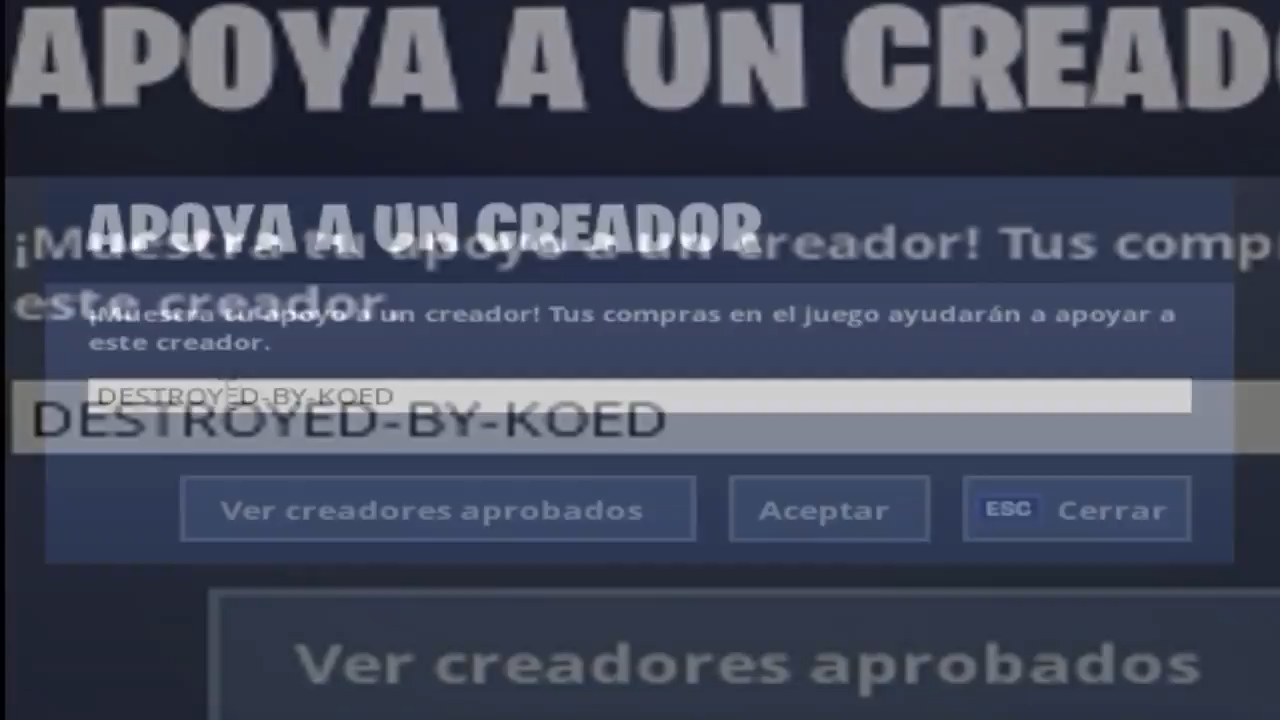 APOYA A UN CREADO
APOYA A UN CREADOR
¡Muestra tu apoyo a un creador! Tus comp
este creador.
¡Muestra tu apoyo a un creador! Tus compras en el juego ayudarán a apoyar a
este creador.
DESTROYED-BY-KOED
DESTROYED-BY-KOED
Ver creadores aprobados
Aceptar
ESC Cerrar
Ver creadores aprobados